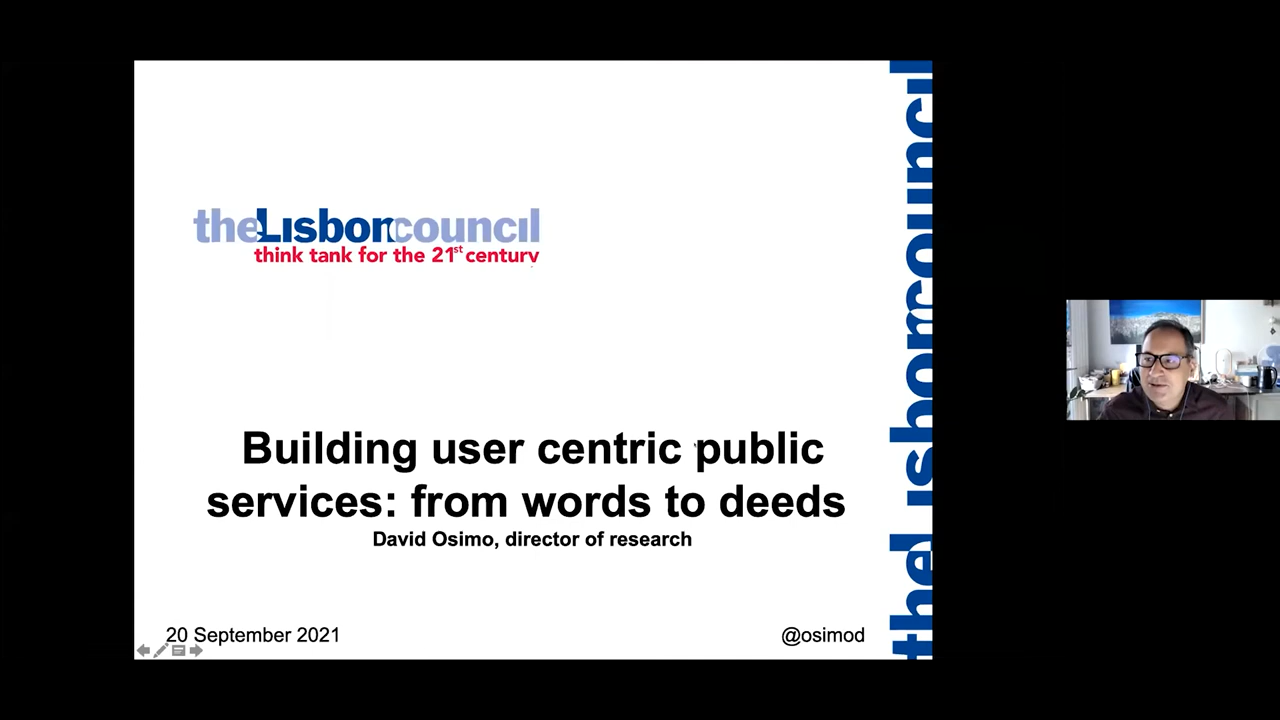 theLisboncouncil
think tank for the 21st century
Building user centric public
services: from words to deeds
David Osimo, director of research
20 September 2021
@osimod
theLisboncouncil